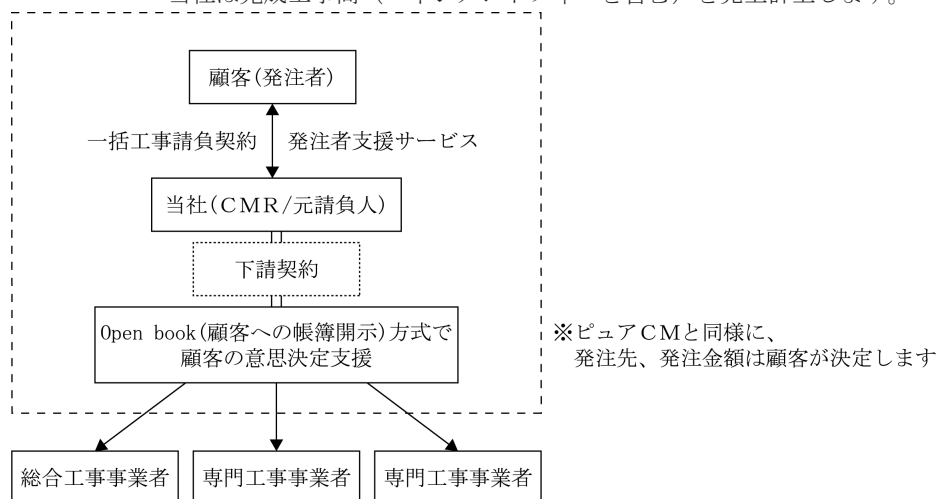 顧客(発注者)
一括工事請負契約 発注者支援サービス
当社(CMR/元請負人)
下請契約
Open book(顧客への帳簿開示)方式で
顧客の意思決定支援
※ピュアCMと同様に、
発注先、発注金額は顧客が決定します
総合工事事業者 専門工事事業者 専門工事事業者